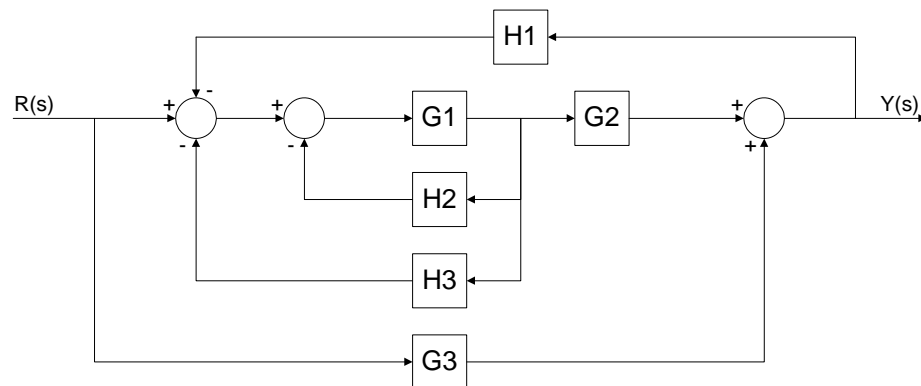 H1
-
R(s) + + G1 G2 + Y(s)
- - +
H2
H3
G3